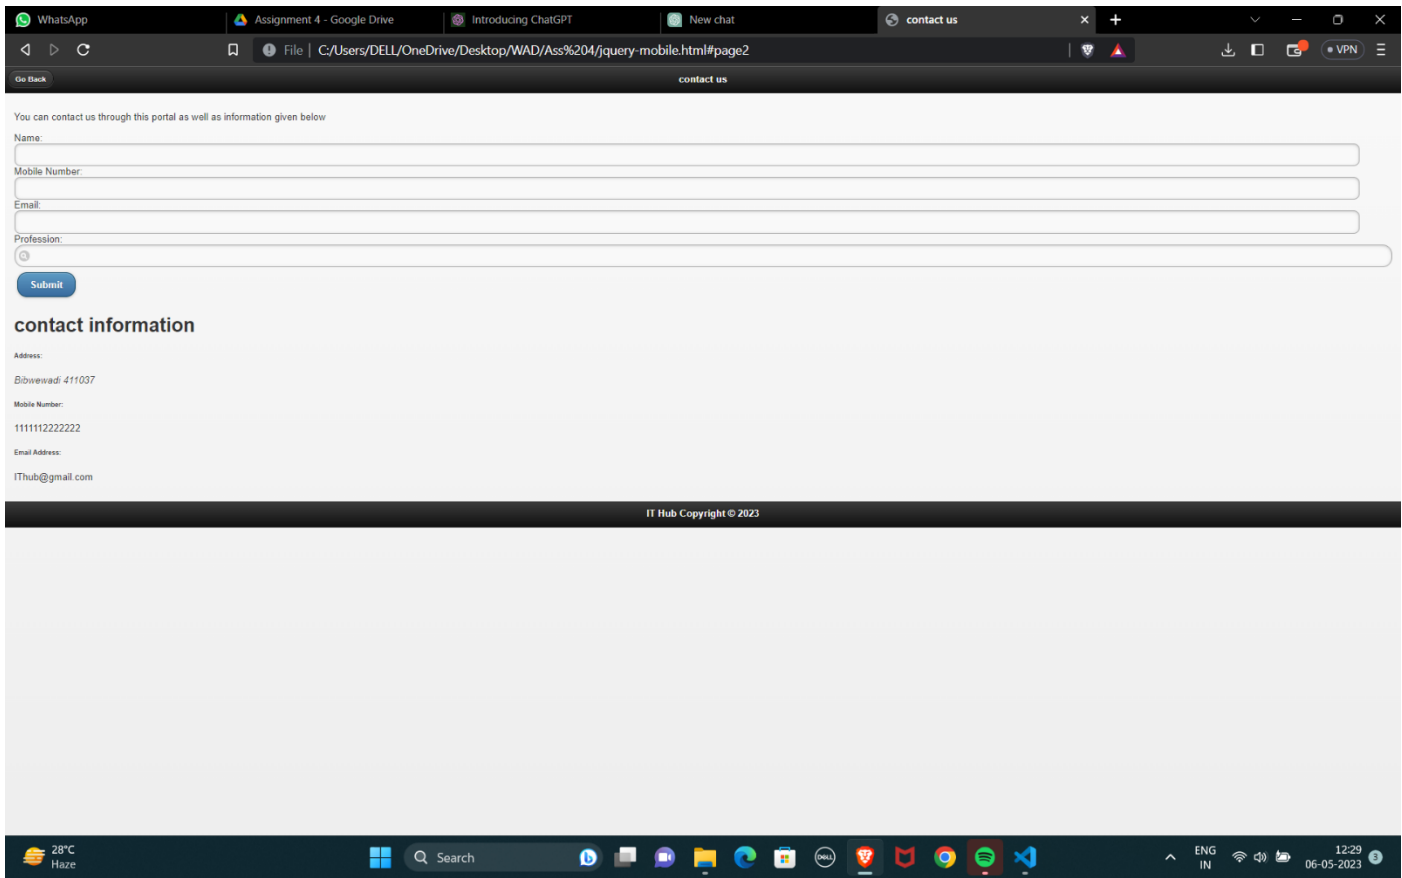 WhatsApp
Assignment 4 - Google Drive
Introducing ChatGPT
New chat
contact us
File | C:/Users/DELL/OneDrive/Desktop/WAD/Ass%204/jquery-mobile.html#page2
VPN
Go Back
contact us
You can contact us through this portal as well as information given below
Name:
Mobile Number:
Email:
Profession:
Submit
contact information
Address:
Bibwewadi 411037
Mobile Number:
1111112222222
Email Address:
IThub@gmail.com
IT Hub Copyright © 2023
28°C
Haze
Search
DELL
ENG
IN
12:29
06-05-2023
3